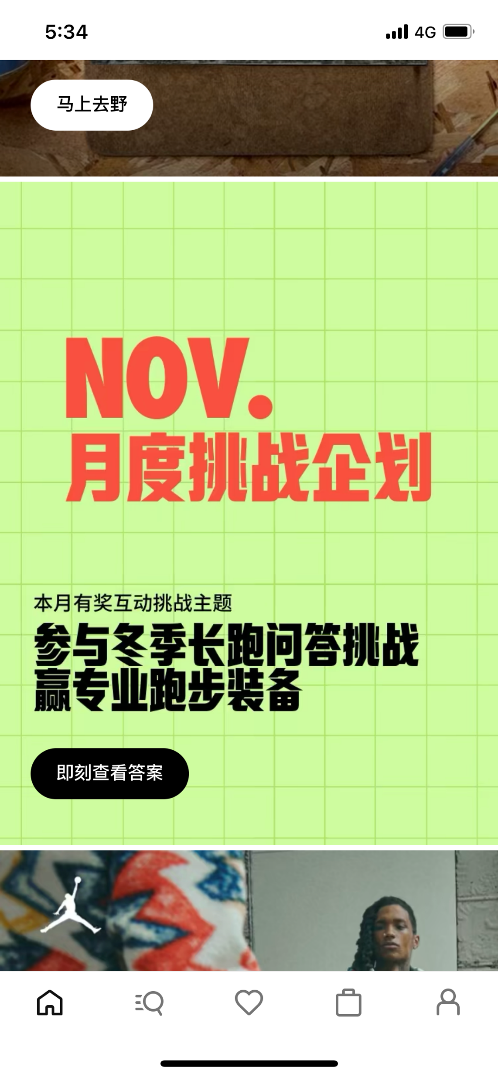 5:34
4G
马上去野
NOV.
月度挑战企划
本月有奖互动挑战主题
参与冬季长跑问答挑战
赢专业跑步装备
即刻查看答案